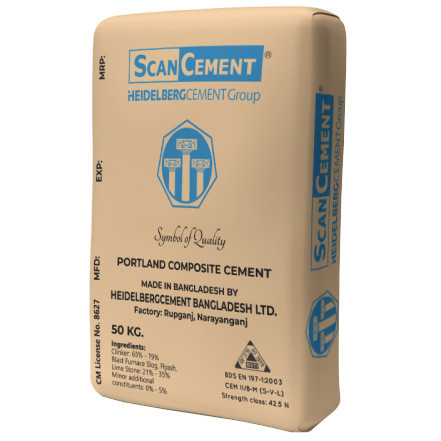 SCANCEMENT®
HEIDELBERGCEMENT Group
Symbol of Quality
PORTLAND COMPOSITE CEMENT
MADE IN BANGLADESH BY
HEIDELBERGCEMENT BANGLADESH LTD.
Factory: Rupganj, Narayanganj
50 KG.
Ingredients:
Clinker: 65% - 79%
Blast Furnace Slog, Flyash,
Lime Stone: 21% - 35%
Minor additional
constituents: 0% - 5%
BDS EN 197-1:2003
CEM II/B-M (S-V-L)
Strength class: 42.5 N
CM License No. 8627
MFD:
EXP:
MRP:
SCANCEMENT®
HEIDELBERGCEMENT Group